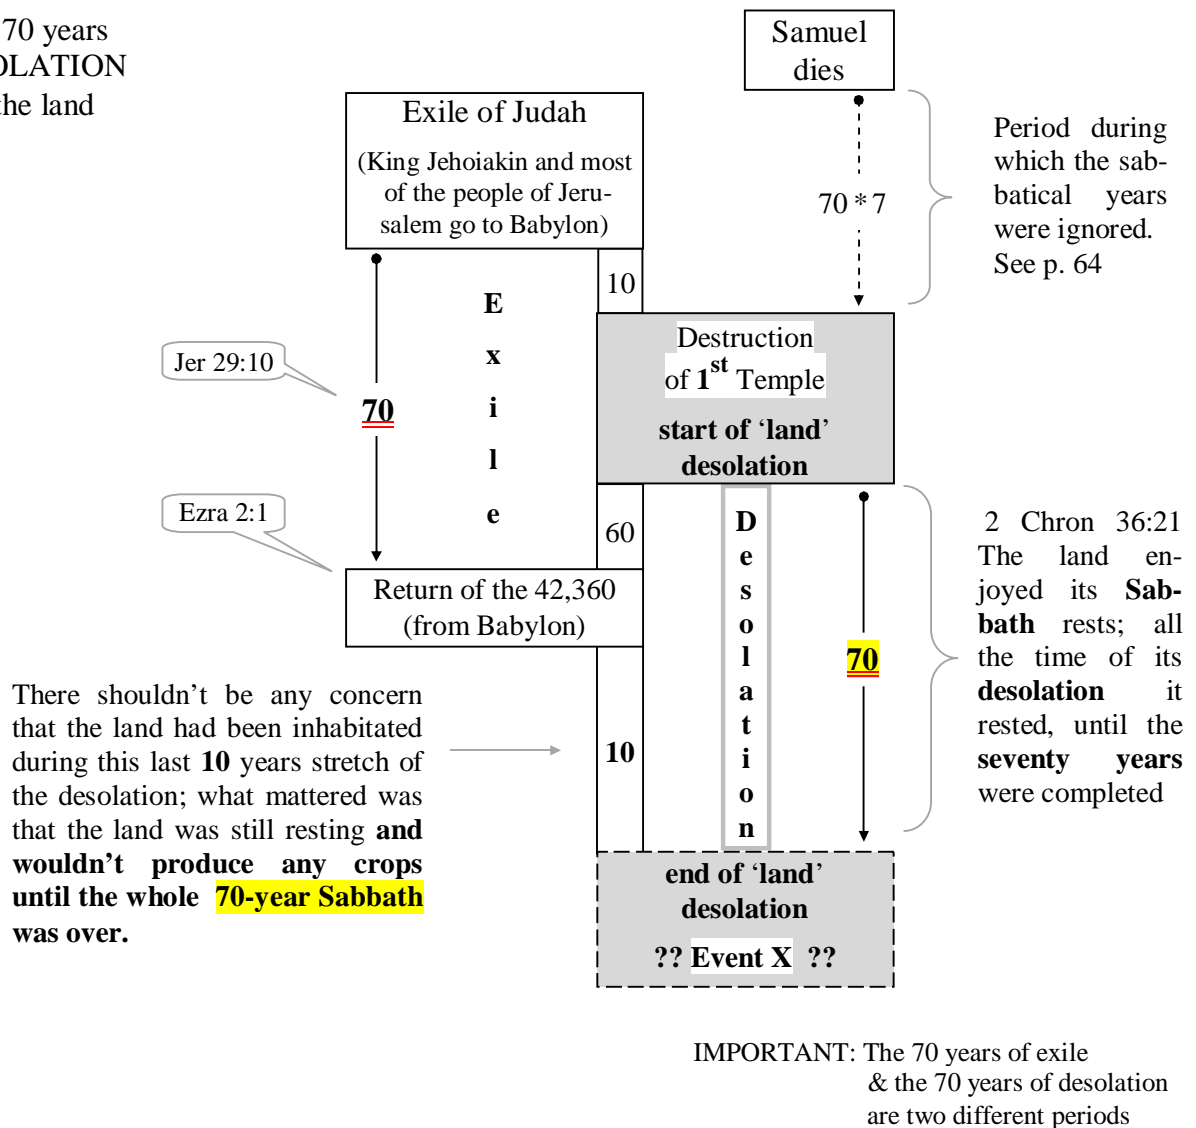 70 years
OLATION
the land
Samuel
dies
Exile of Judah
(King Jehoiakin and most
of the people of Jeru-
salem go to Babylon)
70 * 7
Period during
which the sab-
batical years
were ignored.
See p. 64
10
E
x
i
l
e
Jer 29:10
70
Destruction
of 1st Temple
start of ‘land’
desolation
Ezra 2:1
60
Return of the 42,360
(from Babylon)
D
e
s
o
l
a
t
i
o
n
70
2 Chron 36:21
The land en-
joyed its Sab-
bath rests; all
the time of its
desolation it
rested, until the
seventy years
were completed
There shouldn’t be any concern
that the land had been inhabitated
during this last 10 years stretch of
the desolation; what mattered was
that the land was still resting and
wouldn’t produce any crops
until the whole 70-year Sabbath
was over.
10
end of ‘land’
desolation
?? Event X ??
IMPORTANT: The 70 years of exile
& the 70 years of desolation
are two different periods